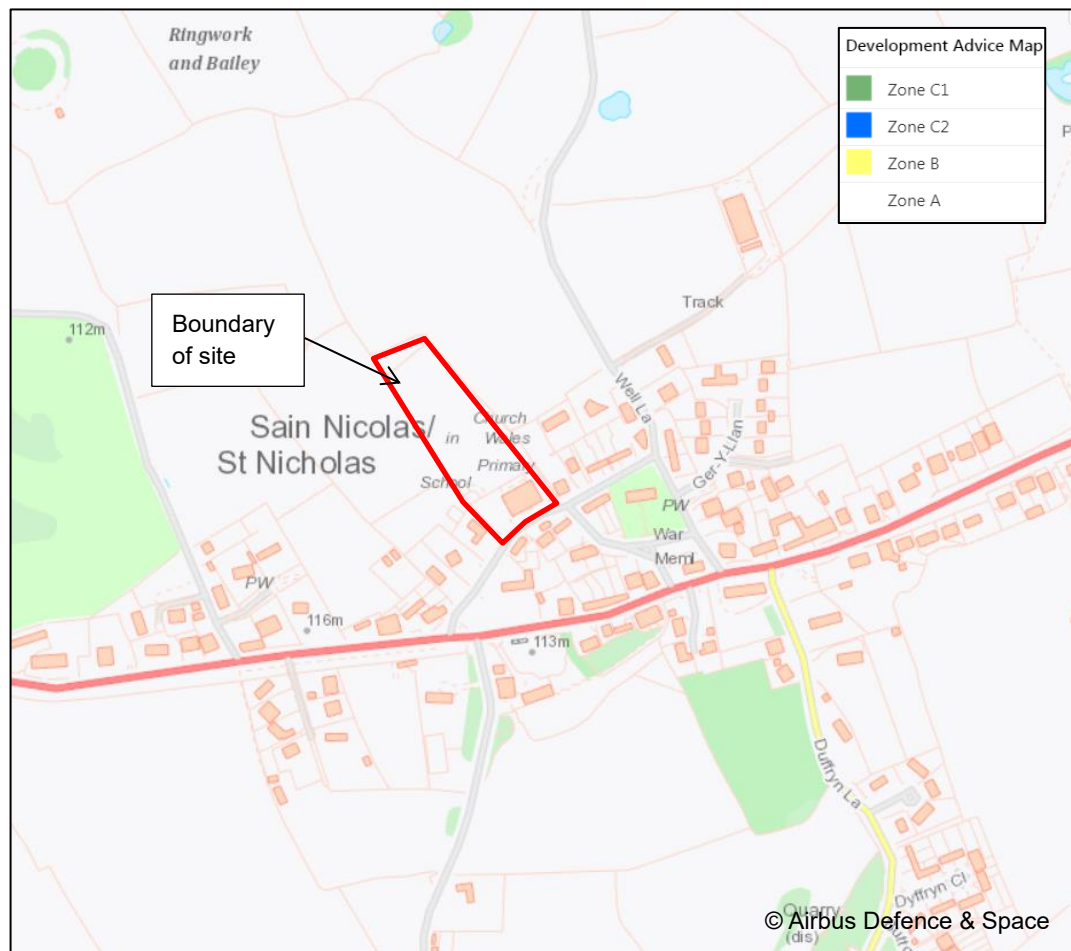 Ringwork
and Bailey
Development Advice Map
Zone C1
Zone C2
Zone B
Zone A
P
Track
Boundary
of site
112m
Well La
Sain Nicolas/
St Nicholas
Church
in Wales
Primary
School
Ger-Y-Llan
PW
War
Meml
PW
116m
113m
Duffryn La
Dyffryn Cl
Quarry
(dis)
© Airbus Defence & Space